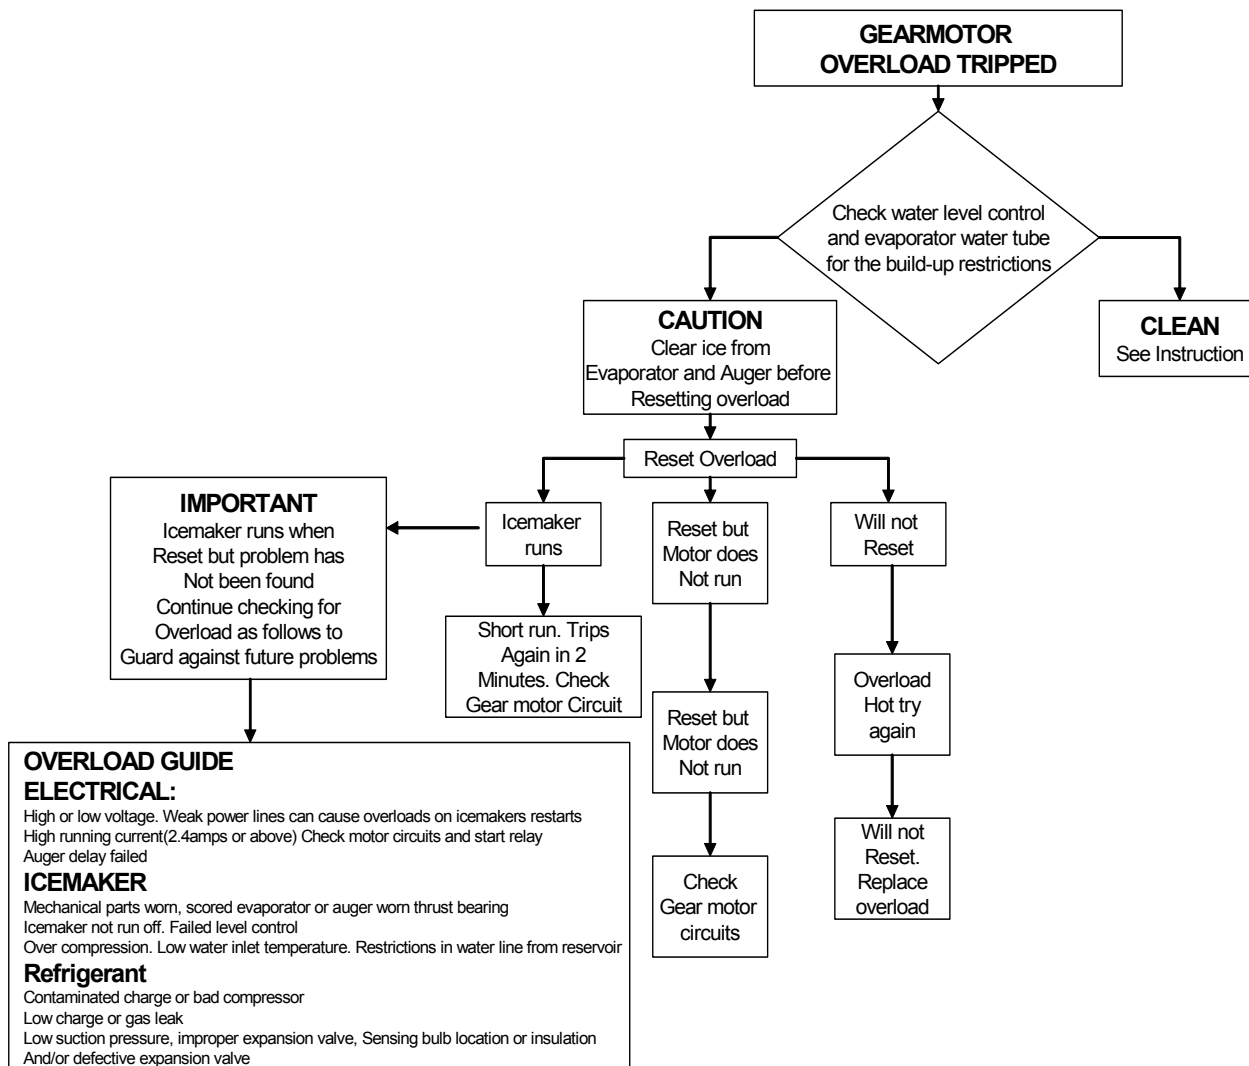 GEARMOTOR
OVERLOAD TRIPPED
Check water level control
and evaporator water tube
for the build-up restrictions
CAUTION
Clear ice from
Evaporator and Auger before
Resetting overload
CLEAN
See Instruction
Reset Overload
IMPORTANT
Icemaker runs when
Reset but problem has
Not been found
Continue checking for
Overload as follows to
Guard against future problems
Icemaker
runs
Reset but
Motor does
Not run
Will not
Reset
Short run. Trips
Again in 2
Minutes. Check
Gear motor Circuit
Reset but
Motor does
Not run
Overload
Hot try
again
Check
Gear motor
circuits
Will not
Reset.
Replace
overload
OVERLOAD GUIDE
ELECTRICAL:
High or low voltage. Weak power lines can cause overloads on icemakers restarts
High running current(2.4amps or above) Check motor circuits and start relay
Auger delay failed
ICEMAKER
Mechanical parts worn, scored evaporator or auger worn thrust bearing
Icemaker not run off. Failed level control
Over compression. Low water inlet temperature. Restrictions in water line from reservoir
Refrigerant
Contaminated charge or bad compressor
Low charge or gas leak
Low suction pressure, improper expansion valve, Sensing bulb location or insulation
And/or defective expansion valve